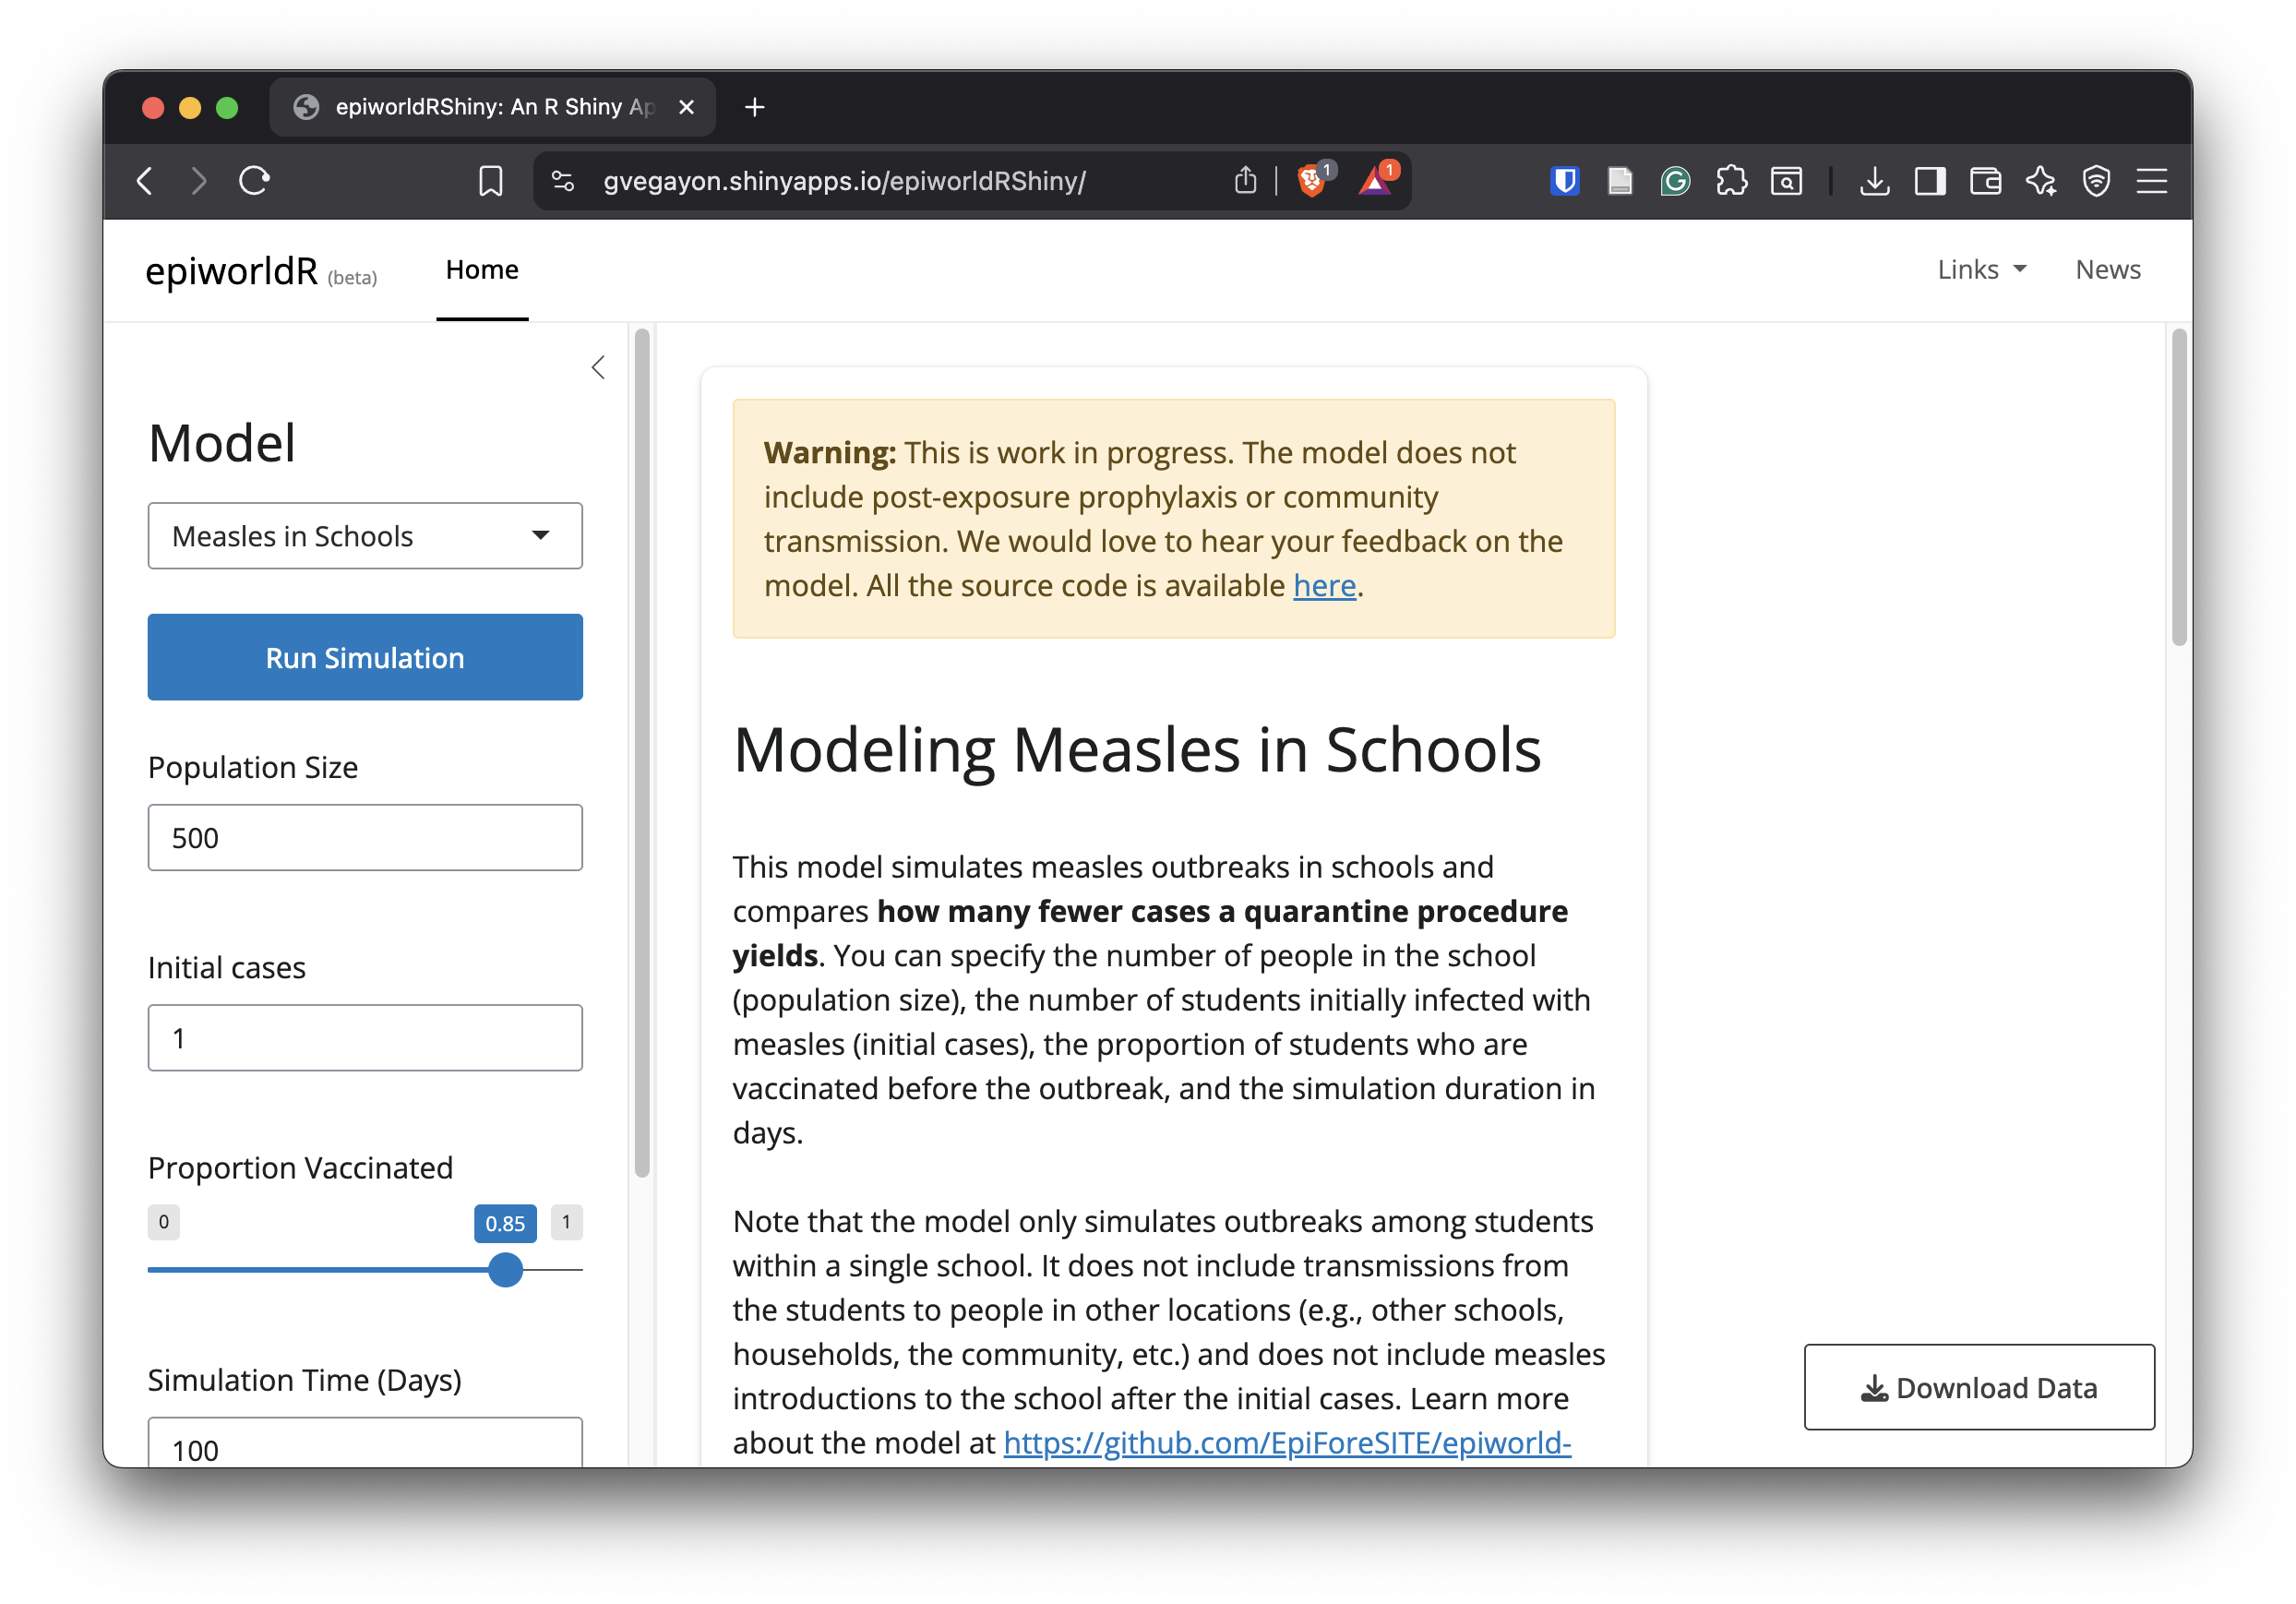 epiworldRShiny: An R Shiny Ap
gvegayon.shinyapps.io/epiworldRShiny/
1
1
epiworldR (beta)
Home
Links
News
Model
Measles in Schools
Run Simulation
Population Size
500
Initial cases
1
Proportion Vaccinated
0
0.85
1
Simulation Time (Days)
100
Warning: This is work in progress. The model does not
include post-exposure prophylaxis or community
transmission. We would love to hear your feedback on the
model. All the source code is available here.
Modeling Measles in Schools
This model simulates measles outbreaks in schools and
compares how many fewer cases a quarantine procedure
yields. You can specify the number of people in the school
(population size), the number of students initially infected with
measles (initial cases), the proportion of students who are
vaccinated before the outbreak, and the simulation duration in
days.
Note that the model only simulates outbreaks among students
within a single school. It does not include transmissions from
the students to people in other locations (e.g., other schools,
households, the community, etc.) and does not include measles
introductions to the school after the initial cases. Learn more
about the model at https://github.com/EpiForeSITE/epiworld-
Download Data